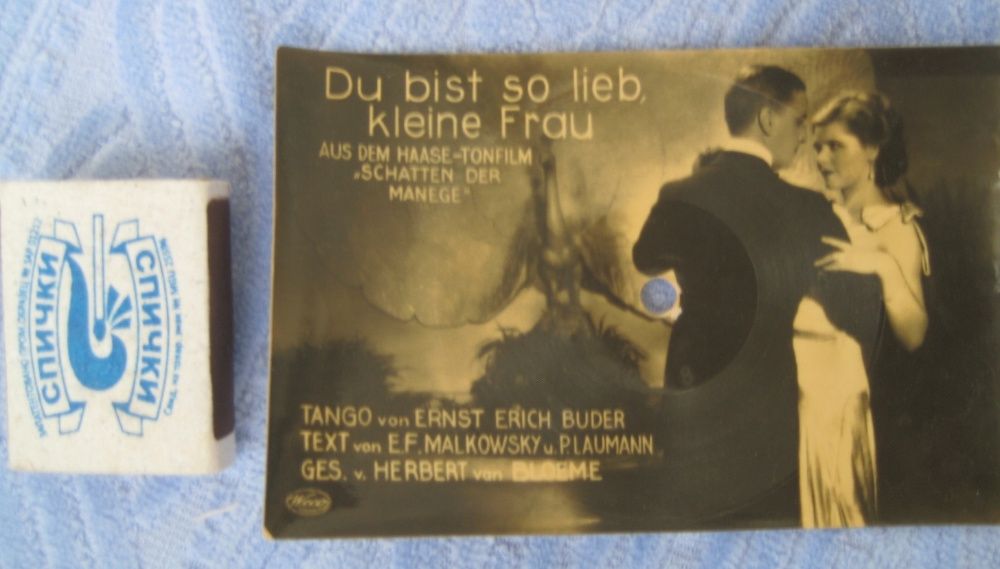 Du bist so lieb,
kleine Frau
AUS DEM HAASE-TONFILM
„SCHATTEN DER
MANEGE"
TANGO von ERNST ERICH BUDER
TEXT von E.F. MALKOWSKY u. P. LAUMANN
GES. v. HERBERT van BLOEME
СПИЧКИ
СПИЧКИ